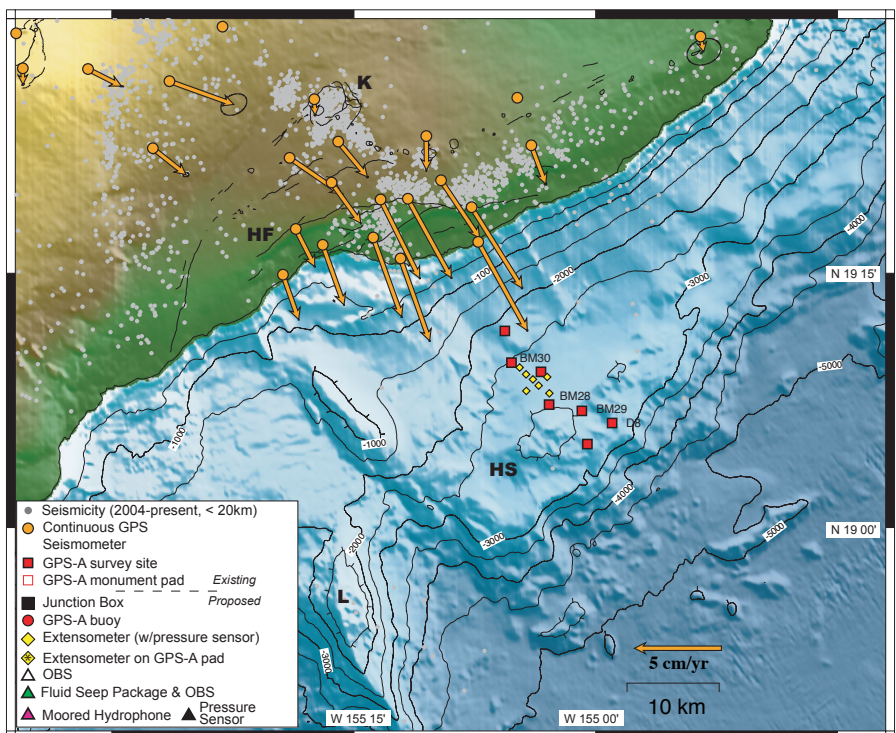 K
HF
-1000
-2000
-3000
-4000
N 19 15'
BM30
BM28
BM29
-5000
-1000
-1000
HS
-4000
Seismicity (2004-present, < 20km)
Continuous GPS
Seismometer
GPS-A survey site
GPS-A monument pad Existing
Junction Box Proposed
GPS-A buoy
Extensometer (w/pressure sensor)
Extensometer on GPS-A pad
OBS
Fluid Seep Package & OBS
Moored Hydrophone Pressure
Sensor
-3000
-2000
-5000
N 19 00'
L
-3000
5 cm/yr
10 km
W 155 15'
W 155 00'